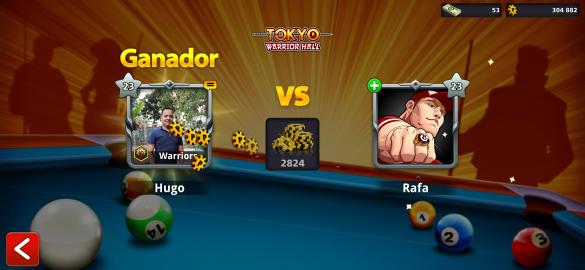 53
304 882
TOKYO
WARRIOR HALL
Ganador
23
VS
23
Warriors
2824
Hugo
Rafa
14
1
2
3